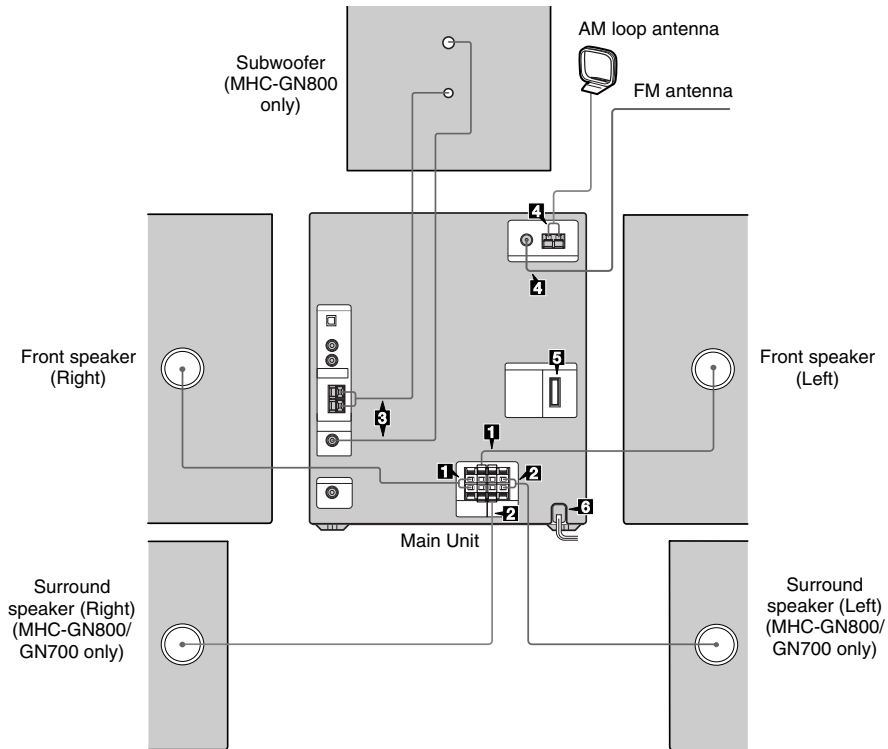 AM loop antenna
Subwoofer
(MHC-GN800
only)
FM antenna
4
4
Front speaker
(Right)
5
Front speaker
(Left)
3
1
1
2
6
2
Main Unit
Surround
speaker (Right)
(MHC-GN800/
GN700 only)
Surround
speaker (Left)
(MHC-GN800/
GN700 only)